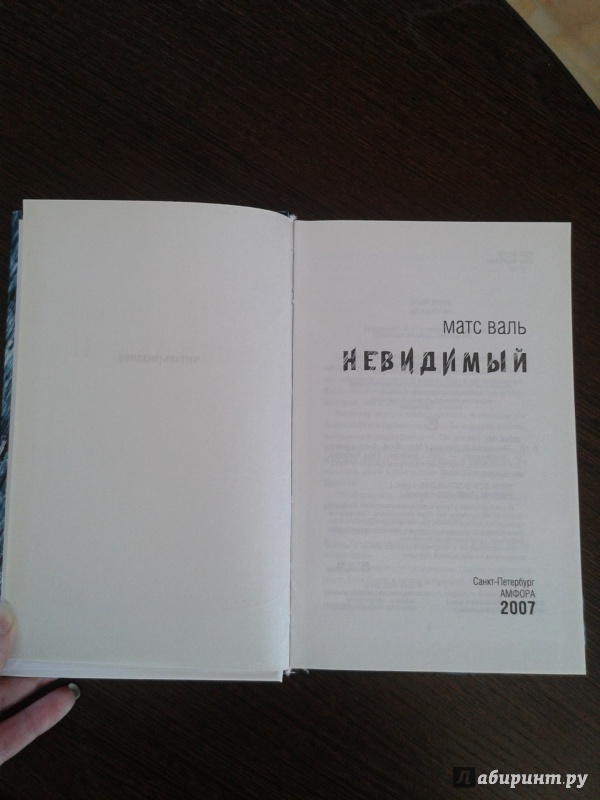 МАТС ВАЛЬ
НЕВИДИМЫЙ
Санкт-Петербург
АМФОРА
2007
Лабиринт.ру